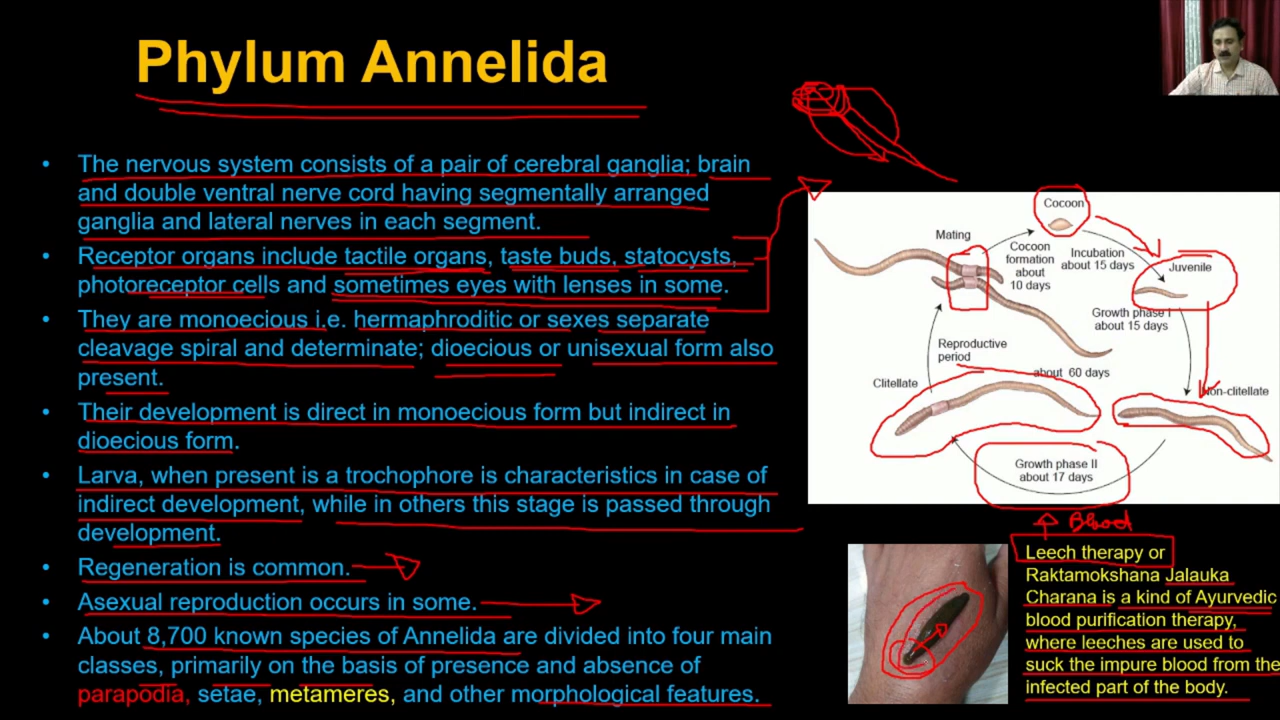 Phylum Annelida
• The nervous system consists of a pair of cerebral ganglia; brain
and double ventral nerve cord having segmentally arranged
ganglia and lateral nerves in each segment.
• Receptor organs include tactile organs, taste buds, statocysts,
photoreceptor cells and sometimes eyes with lenses in some.
• They are monoecious i.e. hermaphroditic or sexes separate
cleavage spiral and determinate; dioecious or unisexual form also
present.
• Their development is direct in monoecious form but indirect in
dioecious form.
• Larva, when present is a trochophore is characteristics in case of
indirect development, while in others this stage is passed through
development.
• Regeneration is common.
• Asexual reproduction occurs in some.
• About 8,700 known species of Annelida are divided into four main
classes, primarily on the basis of presence and absence of
parapodia, setae, metameres, and other morphological features.
Cocoon
Mating
Cocoon
formation
about
10 days
Incubation
about 15 days
Juvenile
Growth phase I
about 15 days
Reproductive
period
about 60 days
Clitellate
Non-clitellate
Growth phase II
about 17 days
Blood
Leech therapy or
Raktamokshana Jalauka
Charana is a kind of Ayurvedic
blood purification therapy,
where leeches are used to
suck the impure blood from the
infected part of the body.